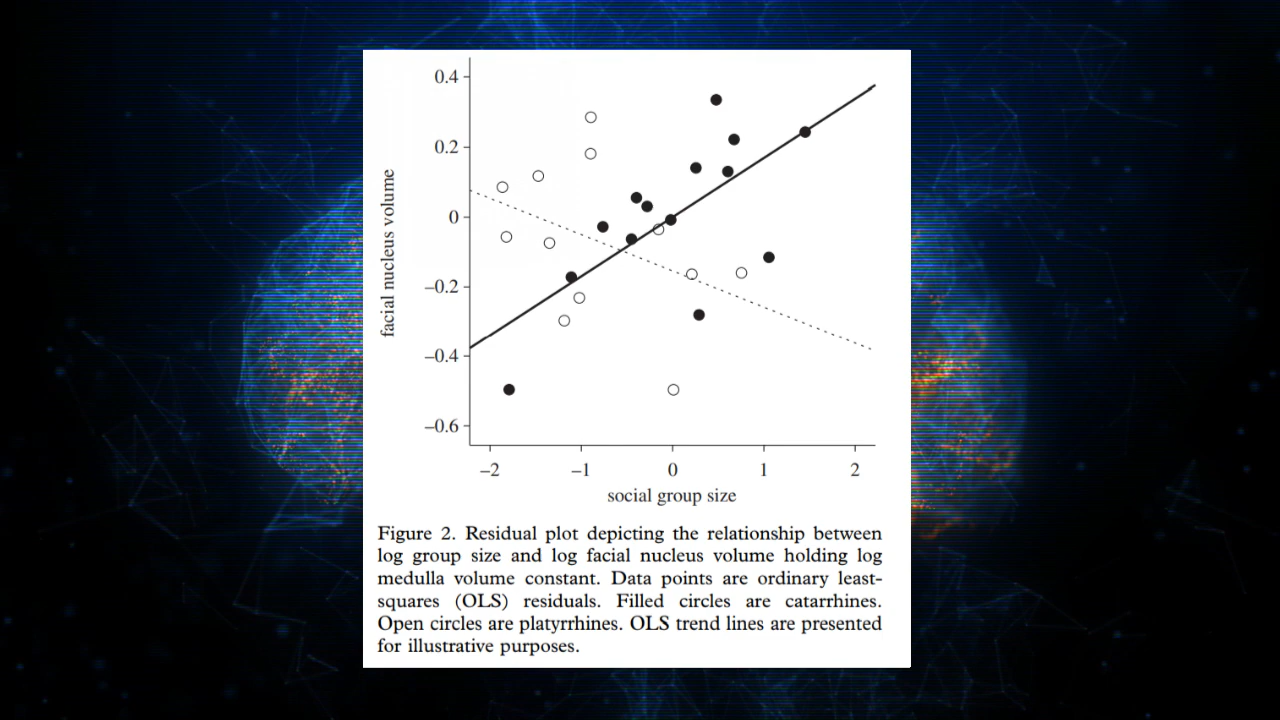 0.4
0.2
0
−0.2
−0.4
−0.6
facial nucleus volume
−2 −1 0 1 2
social group size
Figure 2. Residual plot depicting the relationship between
log group size and log facial nucleus volume holding log
medulla volume constant. Data points are ordinary least-
squares (OLS) residuals. Filled circles are catarrhines.
Open circles are platyrrhines. OLS trend lines are presented
for illustrative purposes.